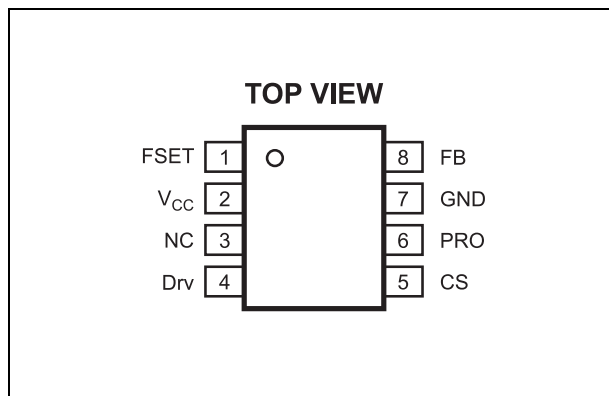 TOP VIEW
FSET 1 8 FB
VCC 2 7 GND
NC 3 6 PRO
Drv 4 5 CS